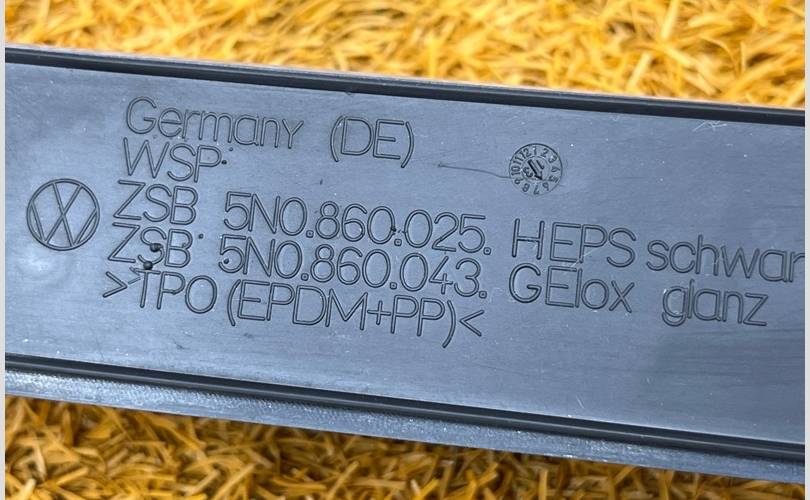 Germany (DE)
WSP
ZSB 5N0.860.025. HEPS schwar
ZSB 5N0.860.043. GElox glanz
>TPO(EPDM+PP)<